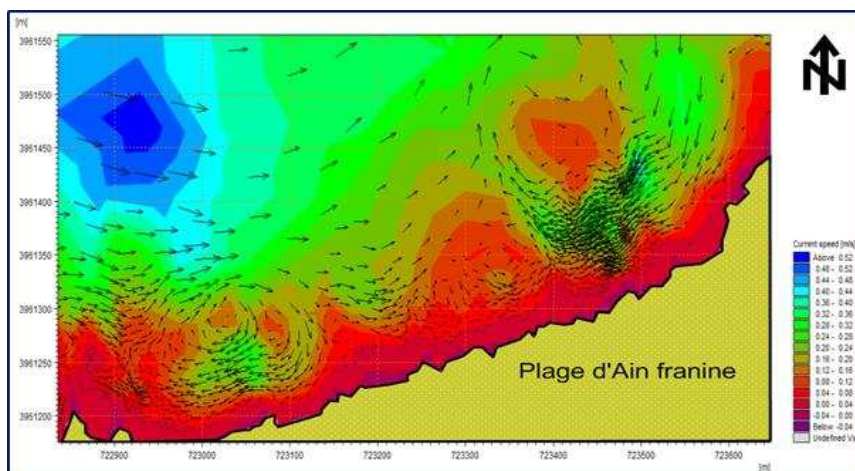 [m]
3961550
3961500
3961450
3961400
3961350
3961300
3961250
3961200
722900 723000 723100 723200 723300 723400 723500 723600
[m]
N
Plage d'Ain franine
Current speed [m/s]
Above 0.52
0.48 - 0.52
0.44 - 0.48
0.40 - 0.44
0.36 - 0.40
0.32 - 0.36
0.28 - 0.32
0.24 - 0.28
0.20 - 0.24
0.16 - 0.20
0.12 - 0.16
0.08 - 0.12
0.04 - 0.08
0.00 - 0.04
-0.04 - 0.00
Below -0.04
Undefined Va